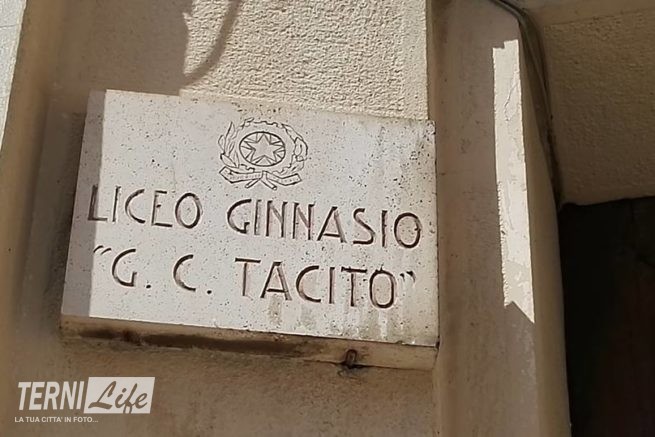 LICEO GINNASIO
"G. C. TACITO"
TERNI Life
LA TUA CITTA' IN FOTO...